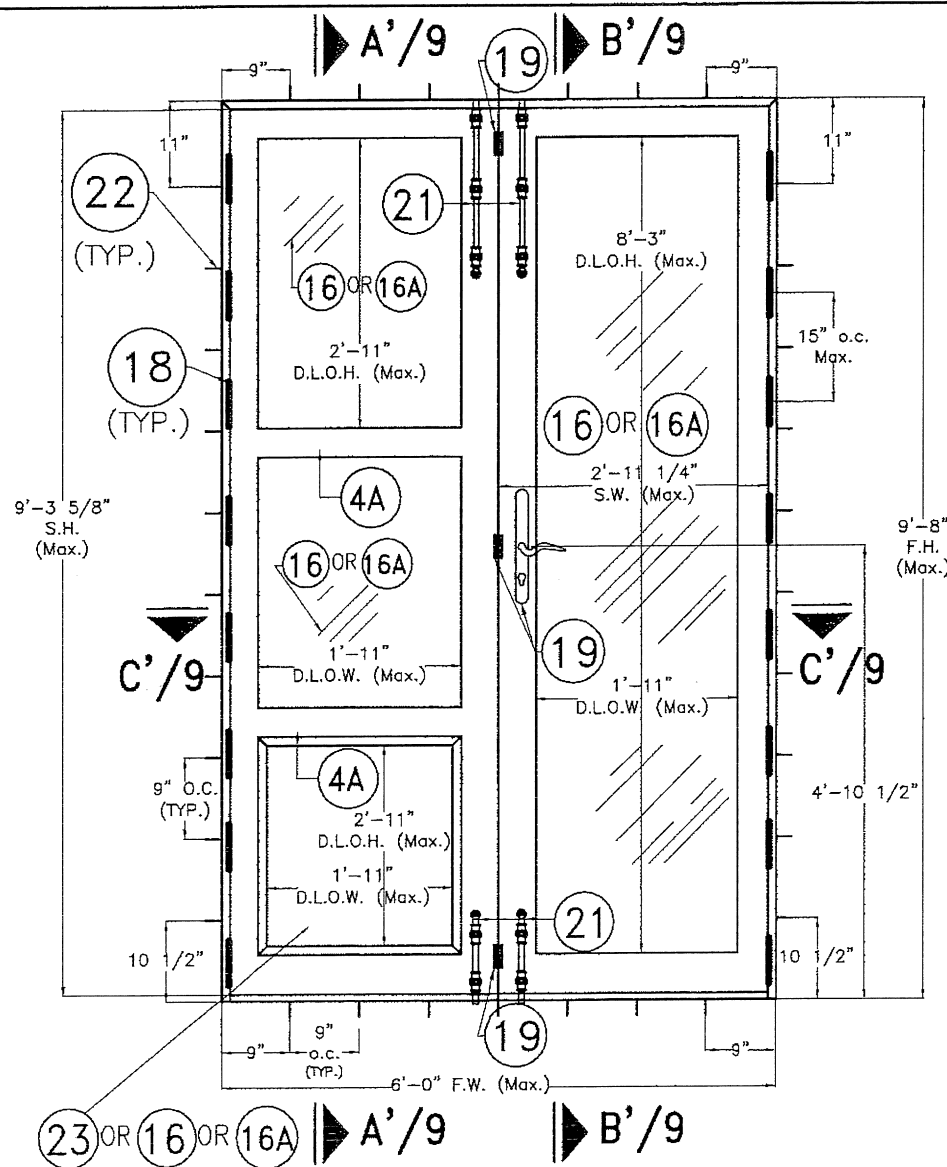 A'/9
B'/9
19
9"
9"
11"
11"
22
(TYP.)
21
8'-3"
D.L.O.H. (Max.)
16 OR 16A
2'-11"
D.L.O.H. (Max.)
15" o.c.
Max.
18
(TYP.)
16 OR 16A
2'-11 1/4"
S.W. (Max.)
4A
9'-3 5/8"
S.H.
(Max.)
9'-8"
F.H.
(Max.)
16 OR 16A
19
C'/9
C'/9
1'-11"
D.L.O.W. (Max.)
1'-11"
D.L.O.W. (Max.)
4A
9" O.C.
(TYP.)
4'-10 1/2"
2'-11"
D.L.O.H. (Max.)
1'-11"
D.L.O.W. (Max.)
21
10 1/2"
10 1/2"
19
9"
9"
O.C.
(TYP.)
9"
6'-0" F.W. (Max.)
23 OR 16 OR 16A
A'/9
B'/9